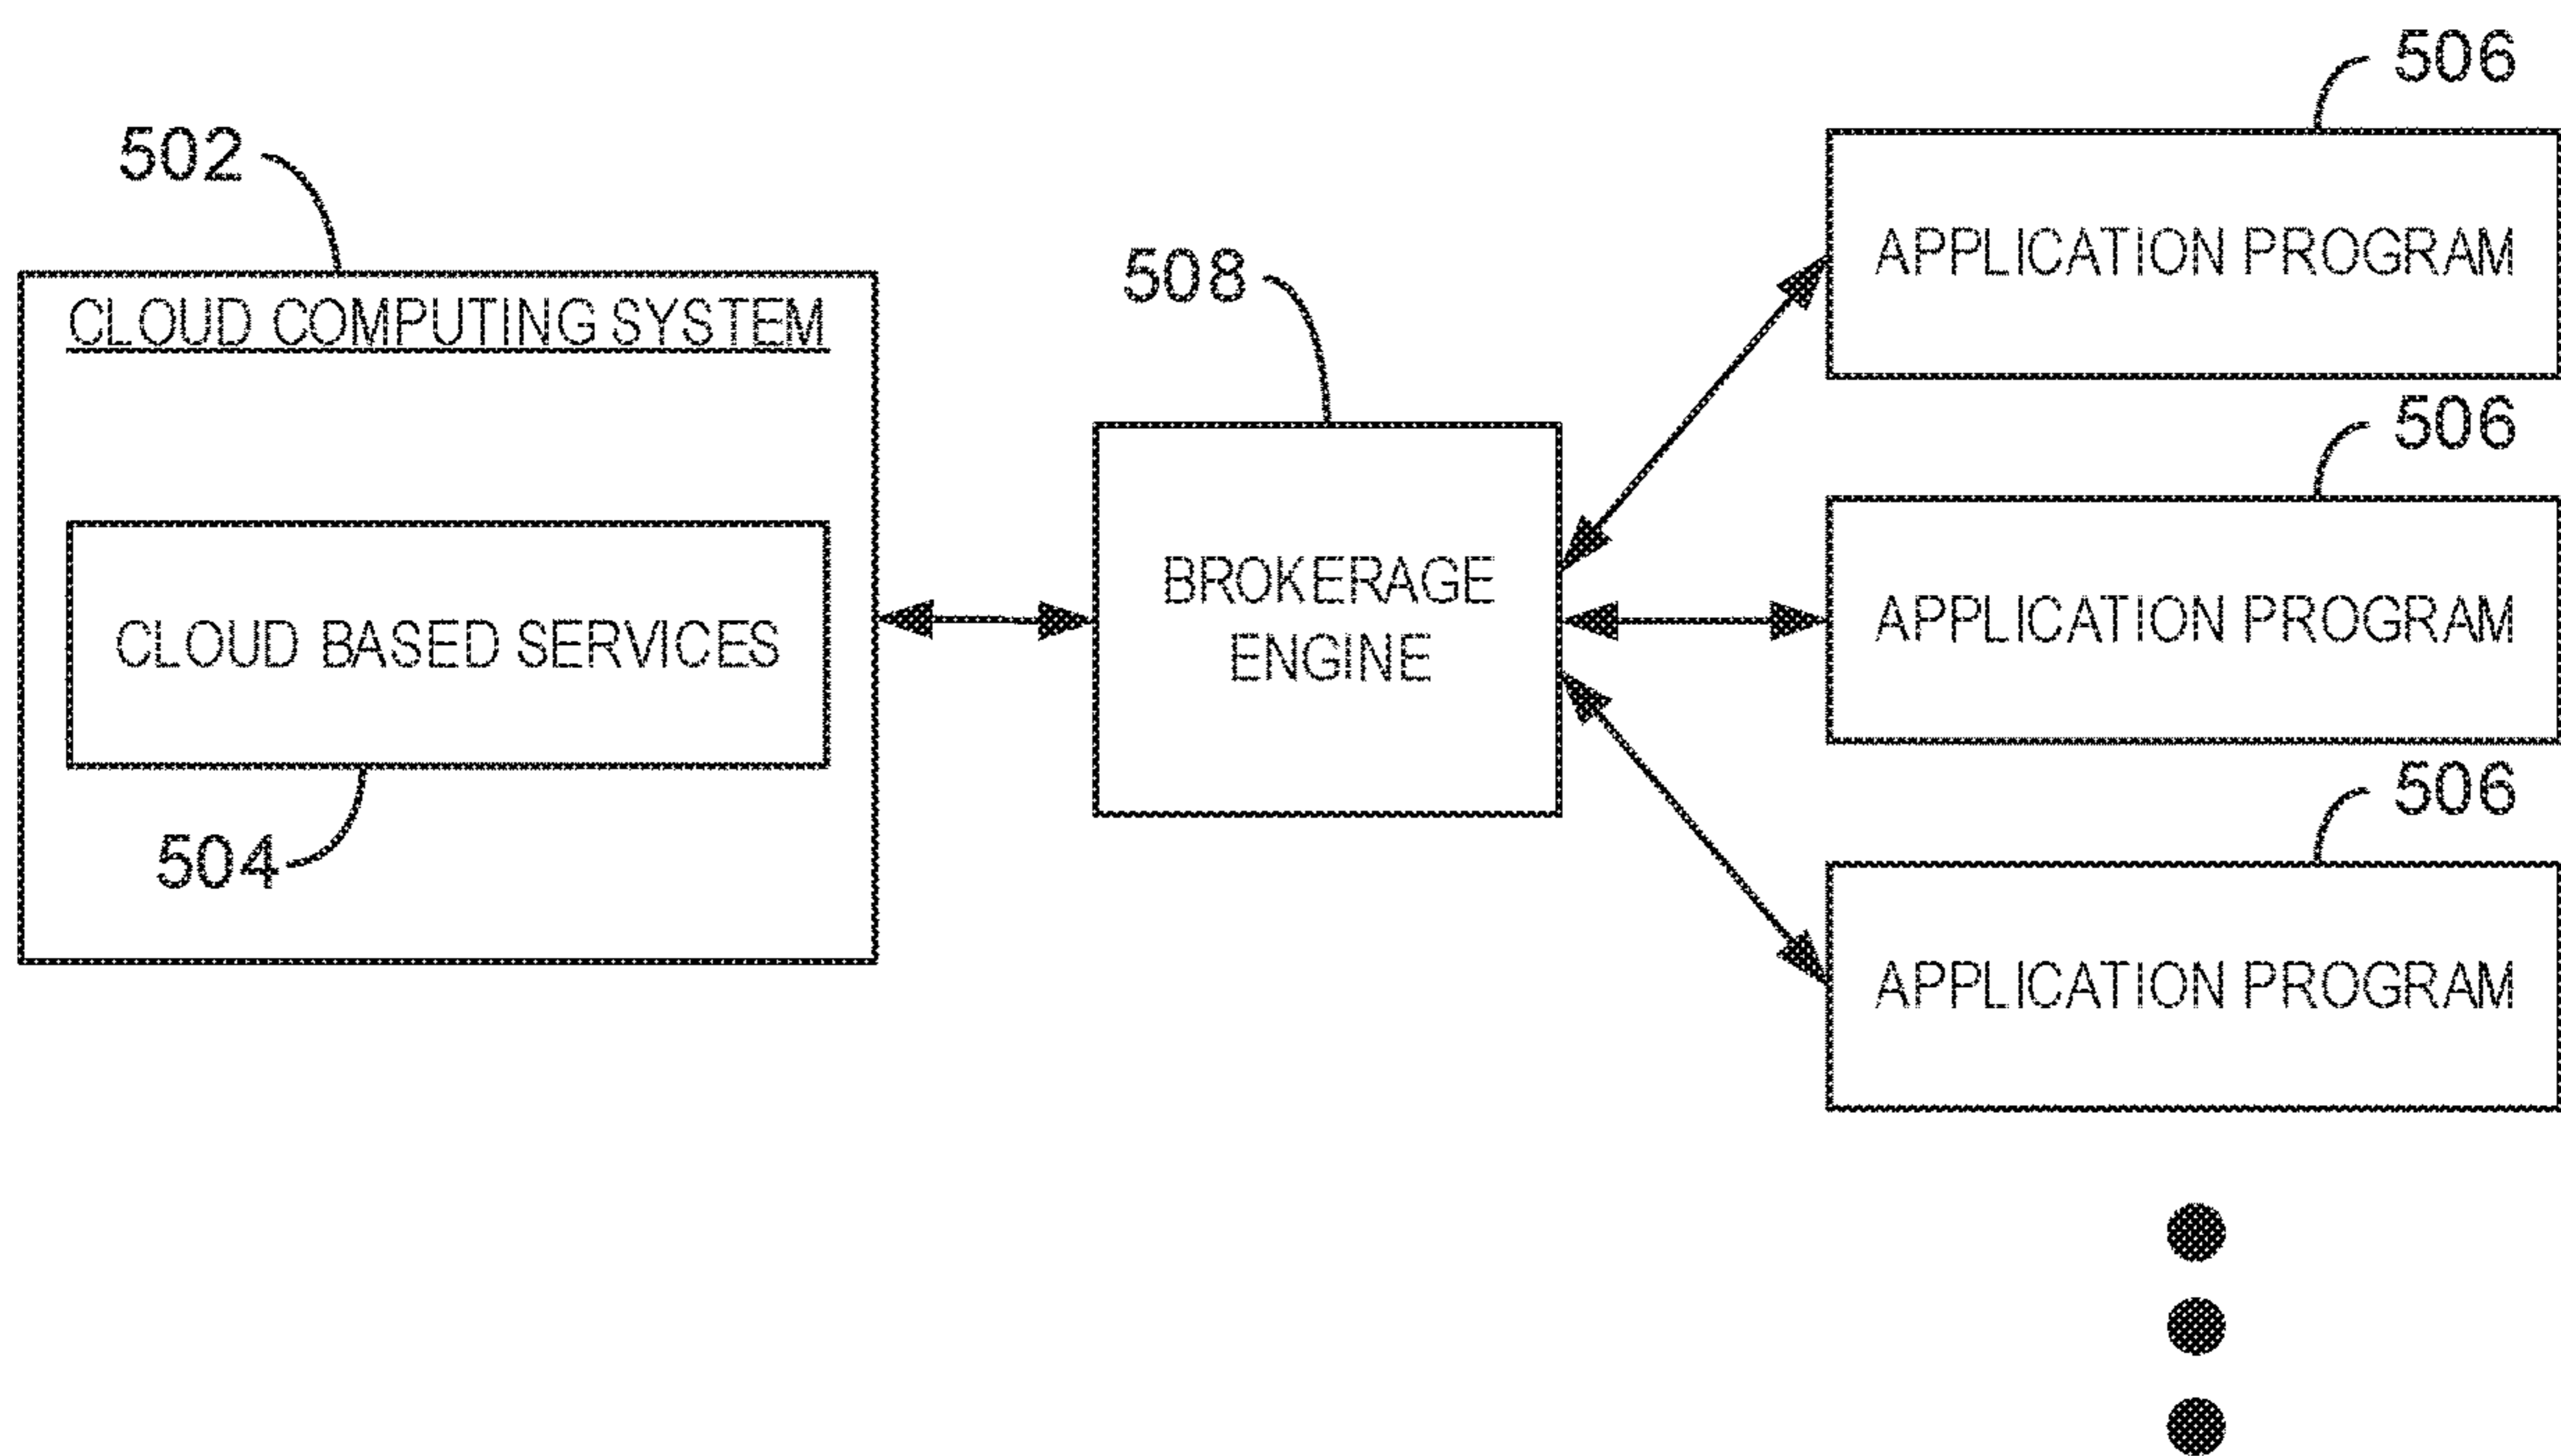 502
CLOUD COMPUTING SYSTEM
CLOUD BASED SERVICES
504
508
BROKERAGE
ENGINE
506
APPLICATION PROGRAM
506
APPLICATION PROGRAM
506
APPLICATION PROGRAM